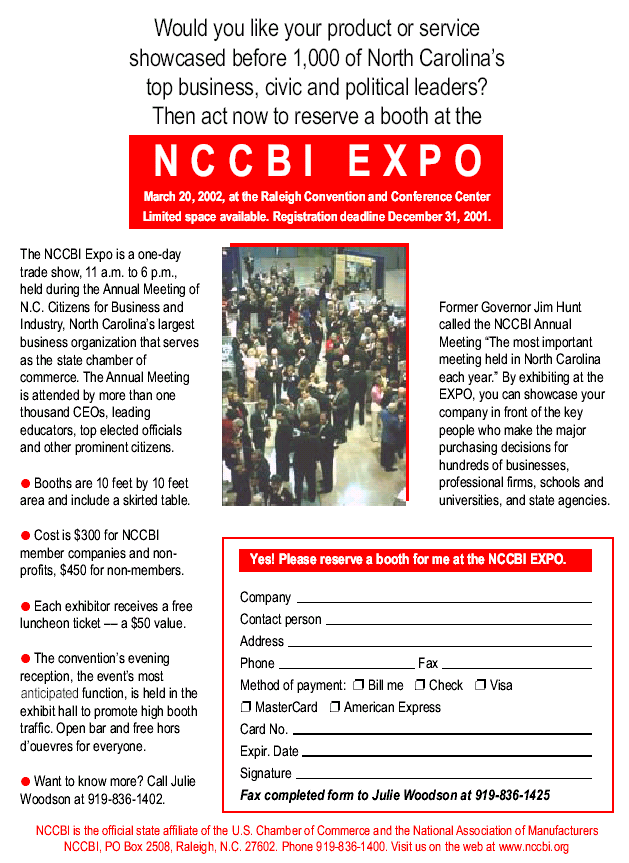 Would you like your product or service
showcased before 1,000 of North Carolina's
top business, civic and political leaders?
Then act now to reserve a booth at the
NCCBI EXPO
March 20, 2002, at the Raleigh Convention and Conference Center
Limited space available. Registration deadline December 31, 2001.
The NCCBI Expo is a one-day
trade show, 11 a.m. to 6 p.m.,
held during the Annual Meeting of
N.C. Citizens for Business and
Industry, North Carolina's largest
business organization that serves
as the state chamber of
commerce. The Annual Meeting
is attended by more than one
thousand CEOs, leading
educators, top elected officials
and other prominent citizens.
● Booths are 10 feet by 10 feet
area and include a skirted table.
● Cost is $300 for NCCBI
member companies and non-
profits, $450 for non-members.
● Each exhibitor receives a free
luncheon ticket — a $50 value.
● The convention's evening
reception, the event's most
anticipated function, is held in the
exhibit hall to promote high booth
traffic. Open bar and free hors
d'ouevres for everyone.
● Want to know more? Call Julie
Woodson at 919-836-1402.
Former Governor Jim Hunt
called the NCCBI Annual
Meeting “The most important
meeting held in North Carolina
each year.” By exhibiting at the
EXPO, you can showcase your
company in front of the key
people who make the major
purchasing decisions for
hundreds of businesses,
professional firms, schools and
universities, and state agencies.
Yes! Please reserve a booth for me at the NCCBI EXPO.
Company
Contact person
Address
Phone Fax
Method of payment: ❒ Bill me ❒ Check ❒ Visa
❒ MasterCard ❒ American Express
Card No.
Expir. Date
Signature
Fax completed form to Julie Woodson at 919-836-1425
NCCBI is the official state affiliate of the U.S. Chamber of Commerce and the National Association of Manufacturers
NCCBI, PO Box 2508, Raleigh, N.C. 27602. Phone 919-836-1400. Visit us on the web at www.nccbi.org